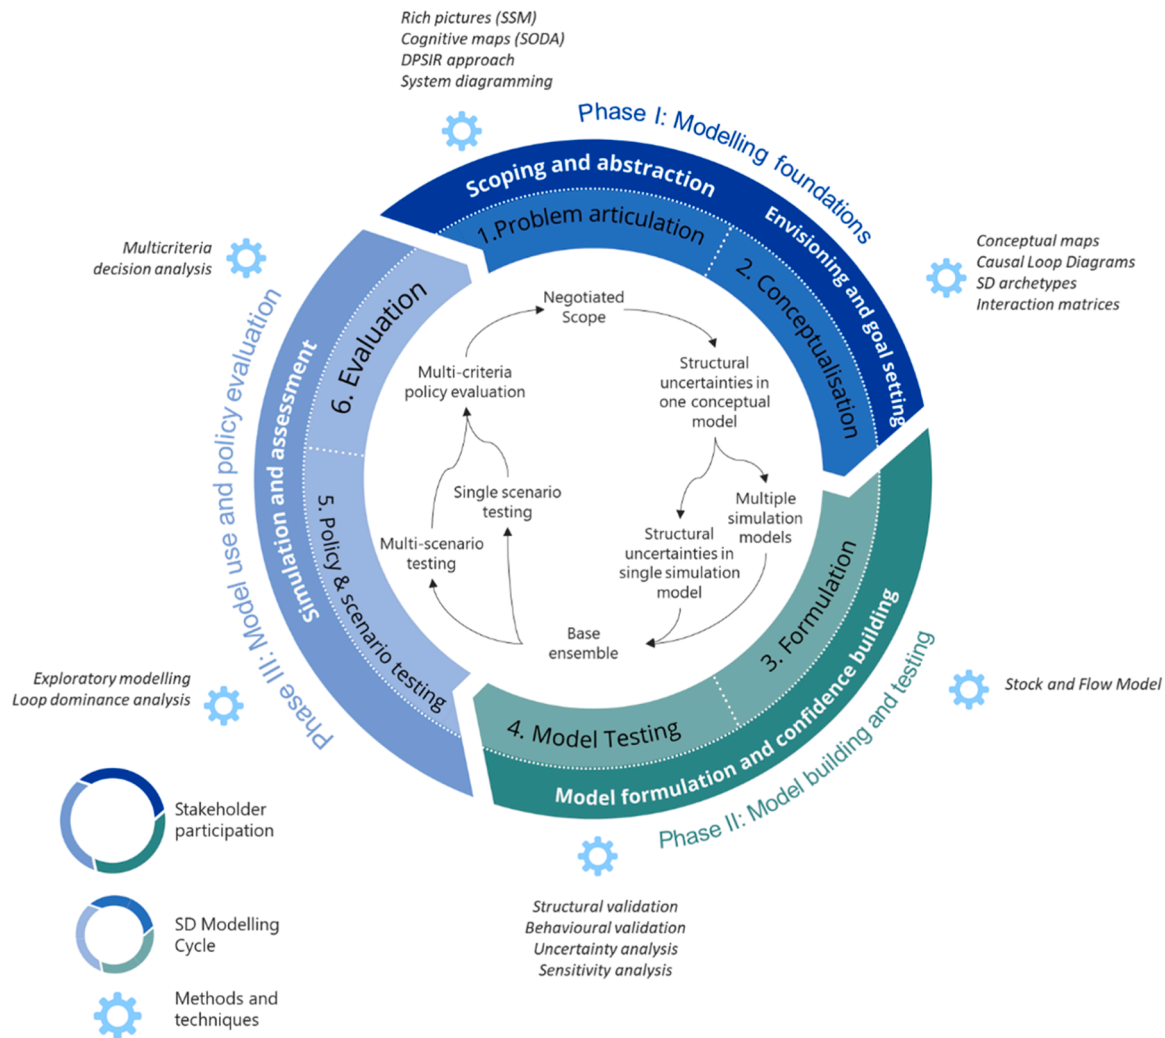 Rich pictures (SSM)
Cognitive maps (SODA)
DPSIR approach
System diagramming
Phase I: Modelling foundations
Scoping and abstraction
Envisioning and goal setting
1.Problem articulation
2. Conceptualisation
Conceptual maps
Causal Loop Diagrams
SD archetypes
Interaction matrices
Multicriteria
decision analysis
Phase III: Model use and policy evaluation
Simulation and assessment
6. Evaluation
5. Policy & scenario testing
Negotiated
Scope
Structural
uncertainties in
one conceptual
model
Multi-criteria
policy evaluation
Single scenario
testing
Multi-scenario
testing
Multiple
simulation
models
Structural
uncertainties in
single simulation
model
Base
ensemble
3. Formulation
4. Model Testing
Model formulation and confidence building
Phase II: Model building and testing
Stock and Flow Model
Exploratory modelling
Loop dominance analysis
Structural validation
Behavioural validation
Uncertainty analysis
Sensitivity analysis
Stakeholder
participation
SD Modelling
Cycle
Methods and
techniques